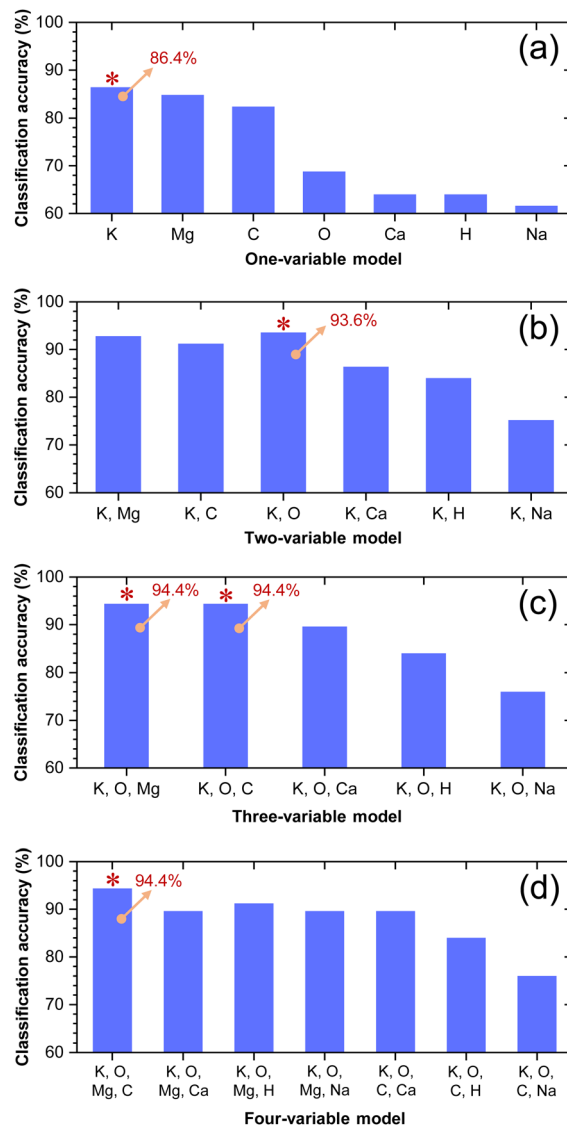 (a)
Classification accuracy (%)
100
90
80
70
60
*
86.4%
K Mg C O Ca H Na
One-variable model
(b)
Classification accuracy (%)
100
90
80
70
60
*
93.6%
K, Mg K, C K, O K, Ca K, H K, Na
Two-variable model
(c)
Classification accuracy (%)
100
90
80
70
60
*
94.4%
*
94.4%
K, O, Mg K, O, C K, O, Ca K, O, H K, O, Na
Three-variable model
(d)
Classification accuracy (%)
100
90
80
70
60
*
94.4%
K, O, K, O, K, O, K, O, K, O, K, O, K, O,
Mg, C Mg, Ca Mg, H Mg, Na C, Ca C, H C, Na
Four-variable model